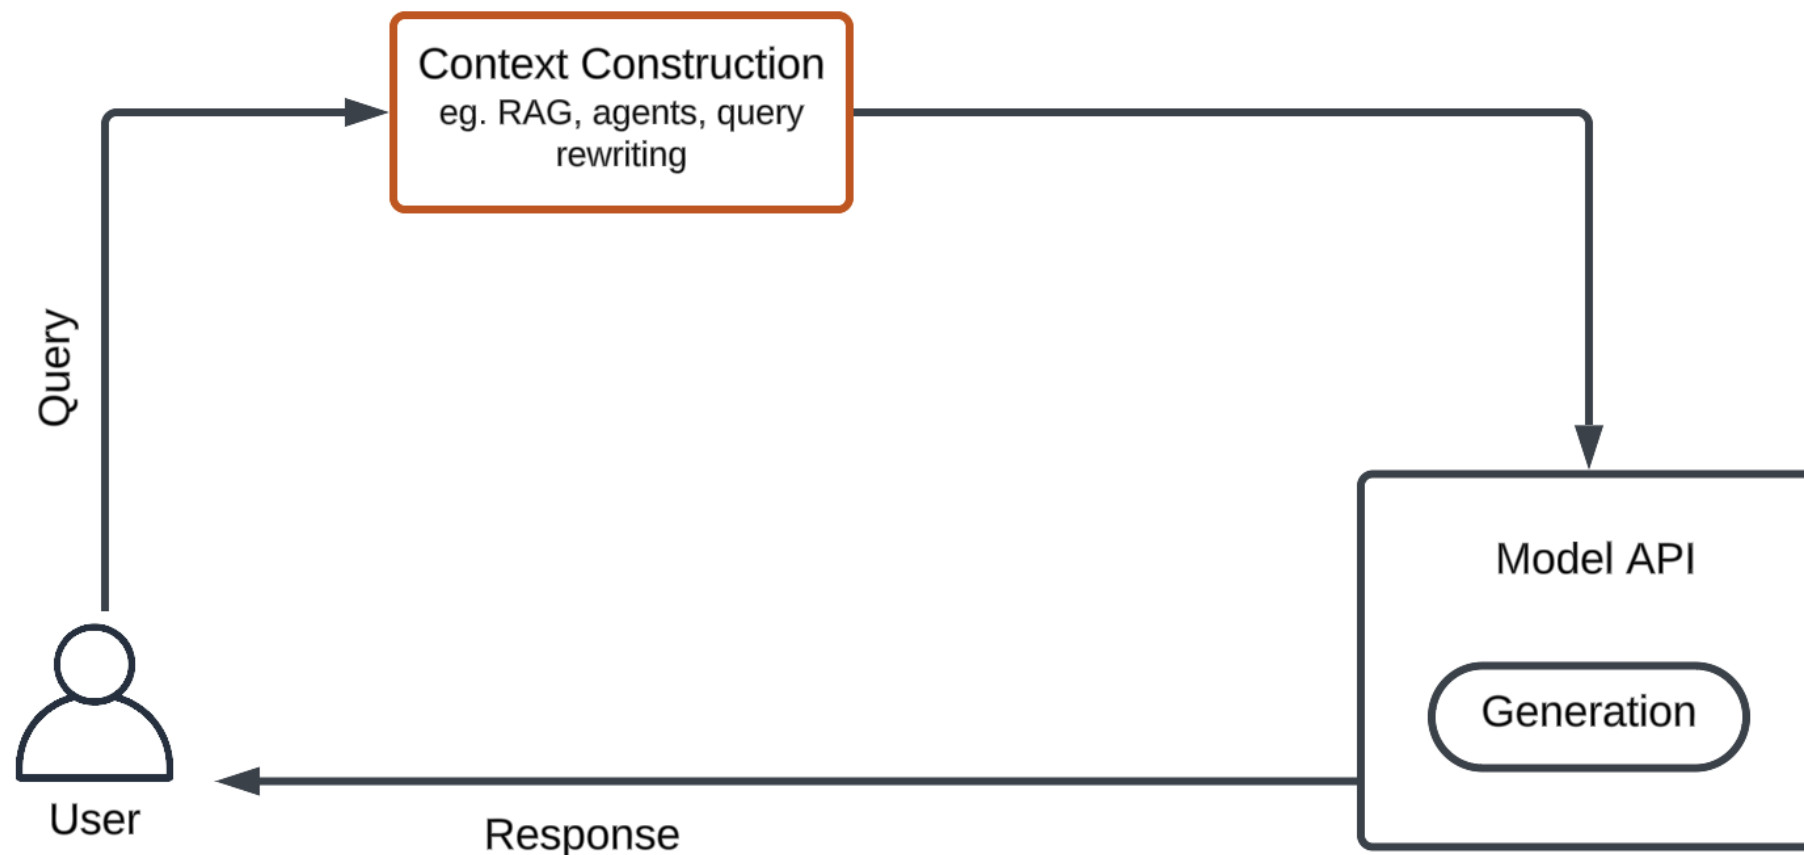 Context Construction
eg. RAG, agents, query
rewriting
Query
Model API
Generation
User
Response